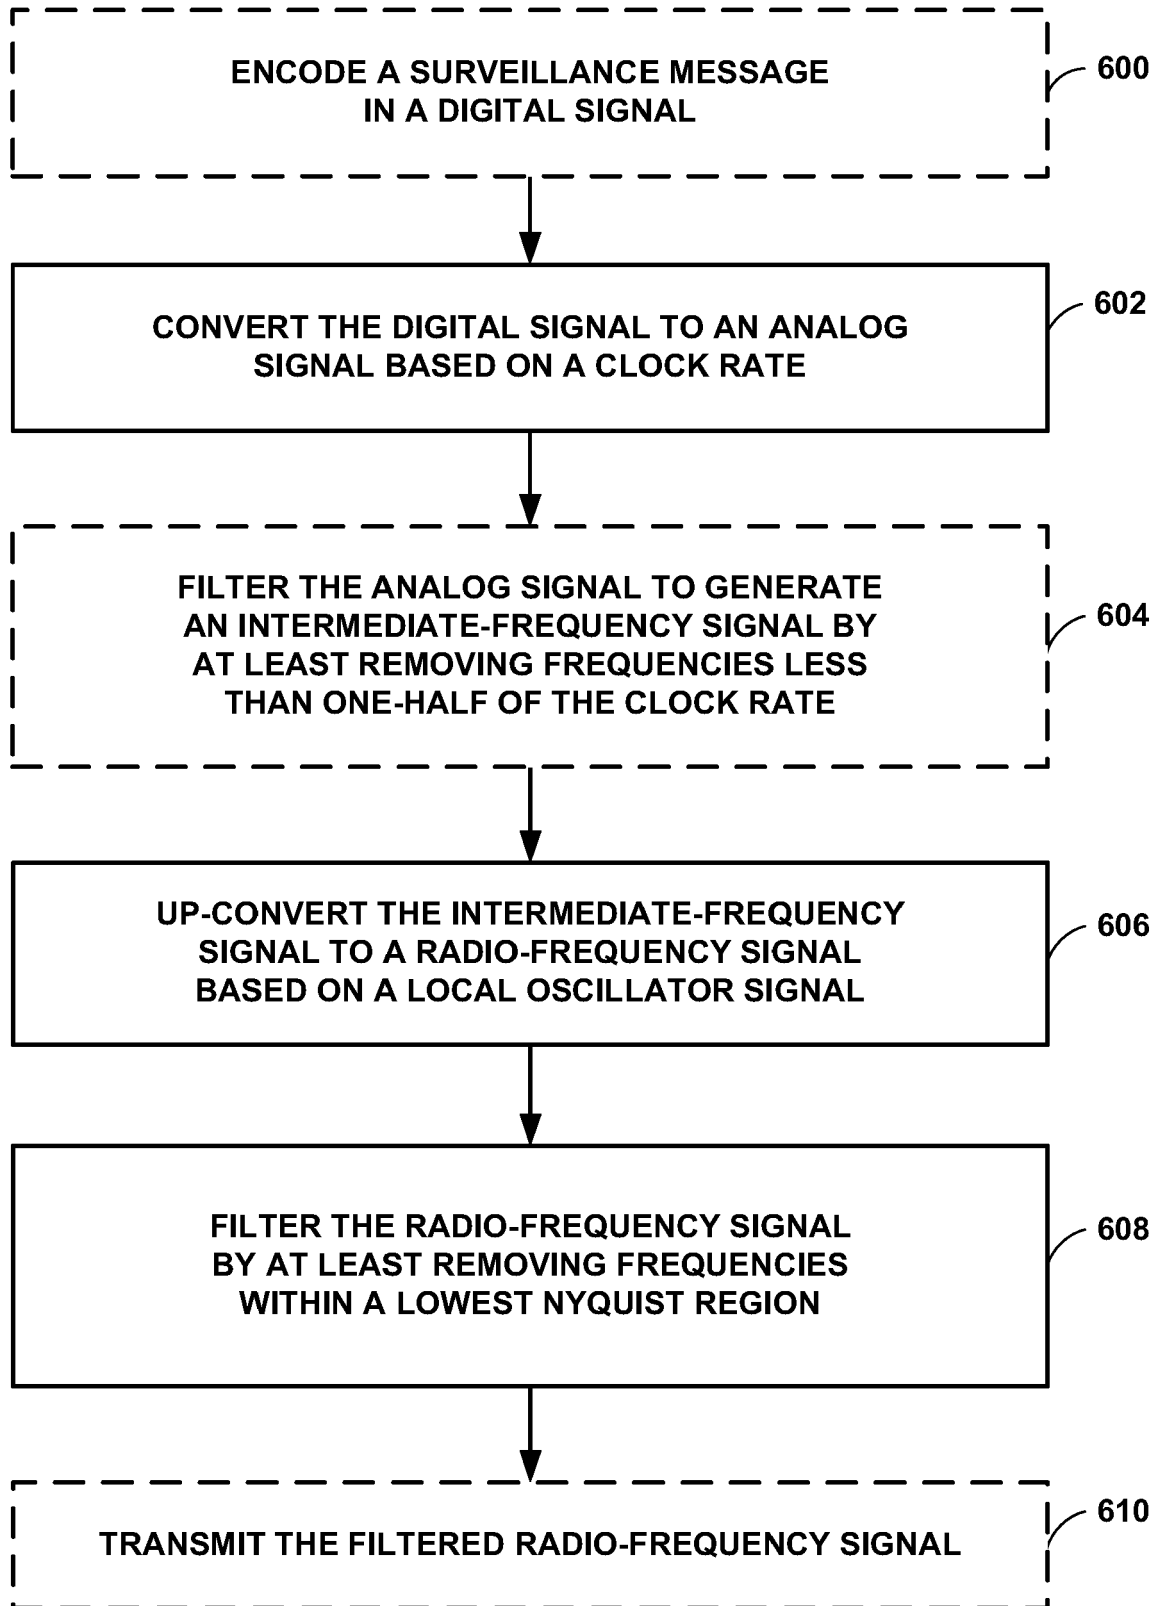 ENCODE A SURVEILLANCE MESSAGE
IN A DIGITAL SIGNAL
600
CONVERT THE DIGITAL SIGNAL TO AN ANALOG
SIGNAL BASED ON A CLOCK RATE
602
FILTER THE ANALOG SIGNAL TO GENERATE
AN INTERMEDIATE-FREQUENCY SIGNAL BY
AT LEAST REMOVING FREQUENCIES LESS
THAN ONE-HALF OF THE CLOCK RATE
604
UP-CONVERT THE INTERMEDIATE-FREQUENCY
SIGNAL TO A RADIO-FREQUENCY SIGNAL
BASED ON A LOCAL OSCILLATOR SIGNAL
606
FILTER THE RADIO-FREQUENCY SIGNAL
BY AT LEAST REMOVING FREQUENCIES
WITHIN A LOWEST NYQUIST REGION
608
TRANSMIT THE FILTERED RADIO-FREQUENCY SIGNAL
610